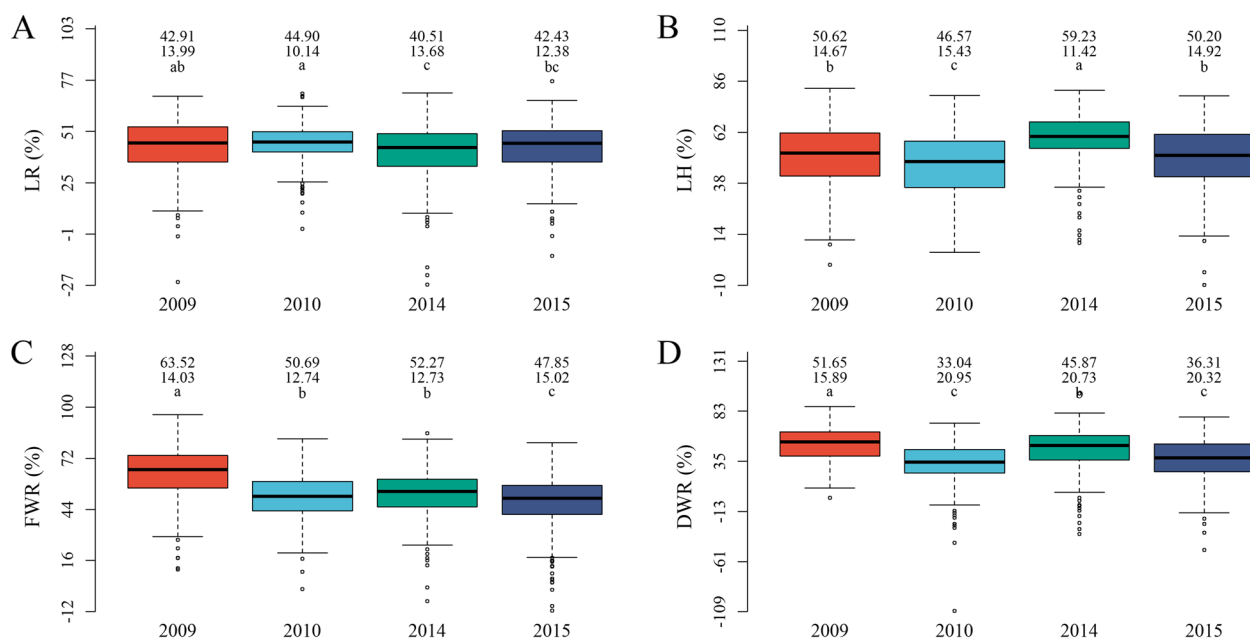 A
LR (%)
103
77
51
25
-1
-27
42.91 44.90 40.51 42.43
13.99 10.14 13.68 12.38
ab a c bc
2009 2010 2014 2015
B
LH (%)
110
86
62
38
14
-10
50.62 46.57 59.23 50.20
14.67 15.43 11.42 14.92
b c a b
2009 2010 2014 2015
C
FWR (%)
128
100
72
44
16
-12
63.52 50.69 52.27 47.85
14.03 12.74 12.73 15.02
a b b c
2009 2010 2014 2015
D
DWR (%)
131
83
35
-13
-61
-109
51.65 33.04 45.87 36.31
15.89 20.95 20.73 20.32
a c b c
2009 2010 2014 2015